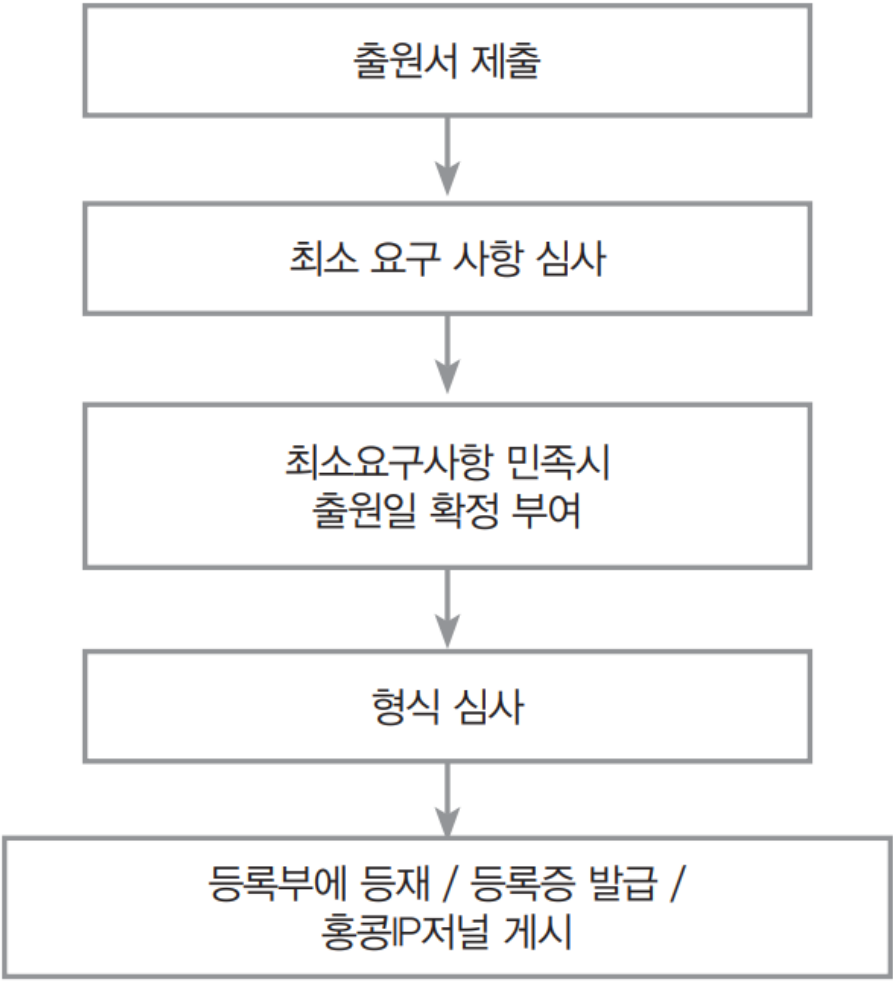 출원서 제출
최소 요구 사항 심사
최소요구사항 민족시
출원일 확정 부여
형식 심사
등록부에 등재 / 등록증 발급 /
홍콩IP저널 게시